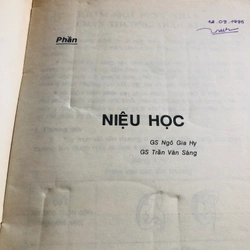 Phần
NIỆU HỌC
GS Ngô Gia Hy
GS Trần Văn Sáng